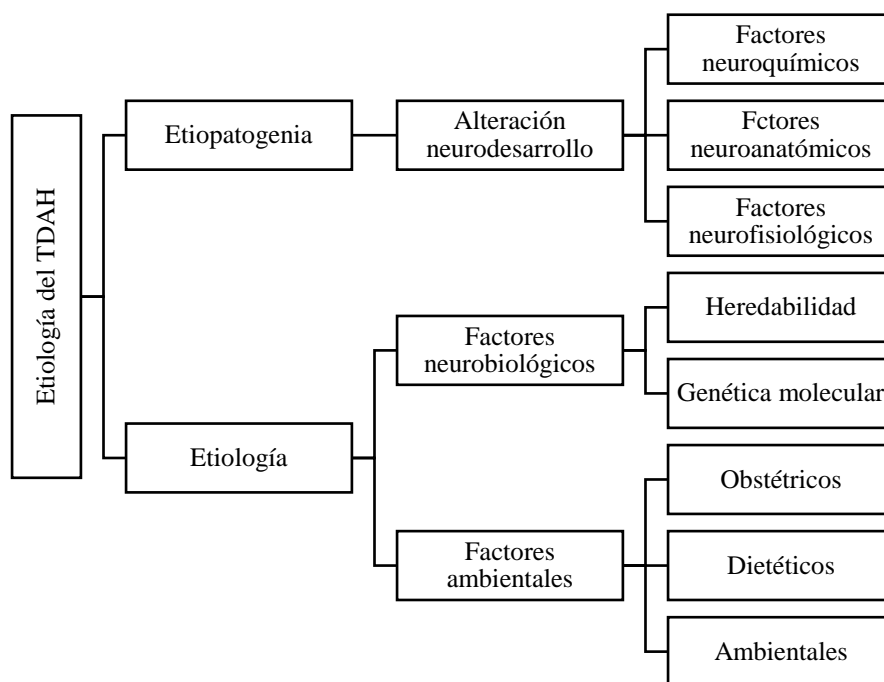 Etiología del TDAH
Etiopatogenia
Alteración
neurodesarrollo
Factores
neuroquímicos
Fctores
neuroanatómicos
Factores
neurofisiológicos
Etiología
Factores
neurobiológicos
Heredabilidad
Genética molecular
Factores
ambientales
Obstétricos
Dietéticos
Ambientales